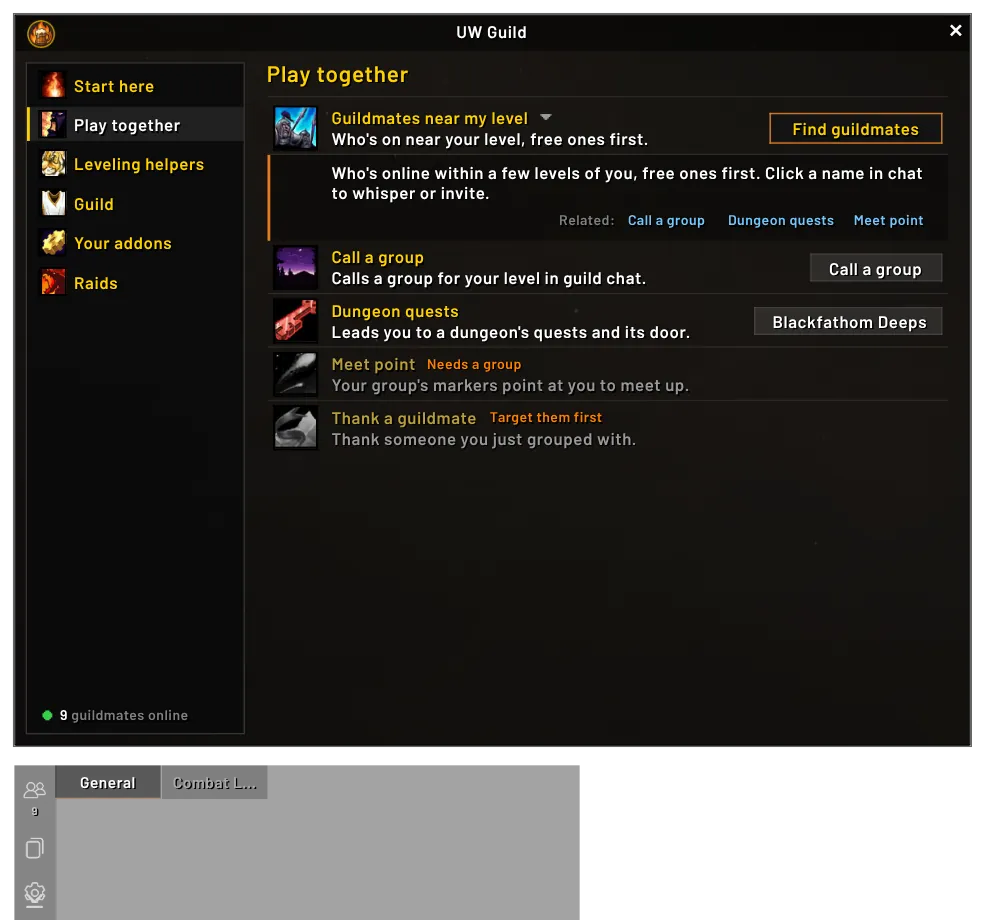 UW Guild
Start here
Play together
Leveling helpers
Guild
Your addons
Raids
9 guildmates online
Play together
Guildmates near my level
Who's on near your level, free ones first.
Find guildmates
Who's online within a few levels of you, free ones first. Click a name in chat
to whisper or invite.
Related: Call a group Dungeon quests Meet point
Call a group
Calls a group for your level in guild chat.
Call a group
Dungeon quests
Leads you to a dungeon's quests and its door.
Blackfathom Deeps
Meet point Needs a group
Your group's markers point at you to meet up.
Thank a guildmate Target them first
Thank someone you just grouped with.
General
Combat L...
9